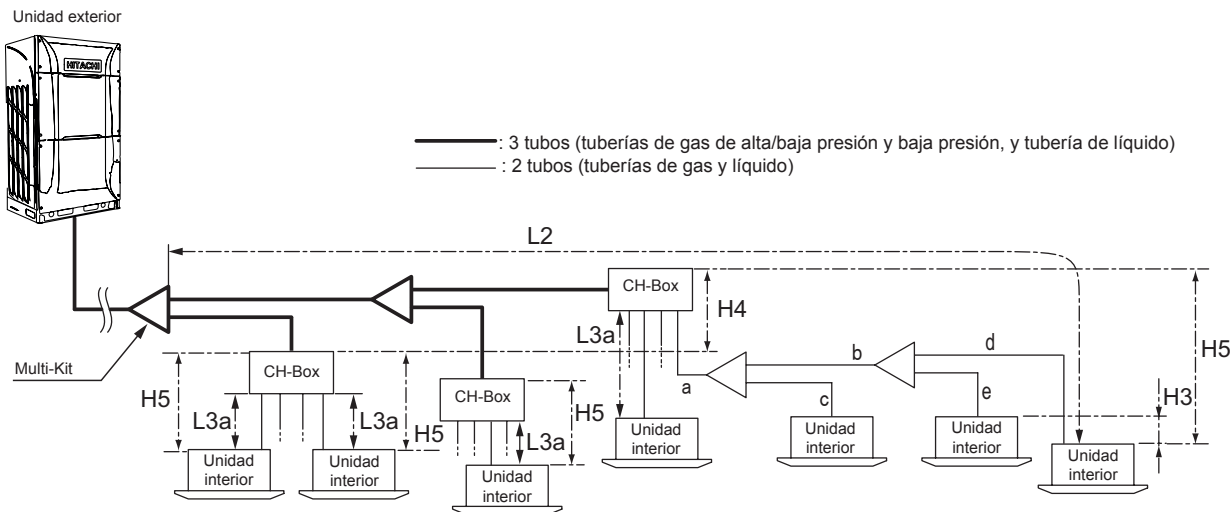 Unidad exterior
HITACHI
: 3 tubos (tuberías de gas de alta/baja presión y baja presión, y tubería de líquido)
: 2 tubos (tuberías de gas y líquido)
L2
CH-Box
H4
H5
L3a
Multi-Kit
H5
CH-Box
L3a
L3a
H5
CH-Box
L3a
H5
a
b
c
d
e
H3
Unidad
interior
Unidad
interior
Unidad
interior
Unidad
interior
Unidad
interior
Unidad
interior
Unidad
interior